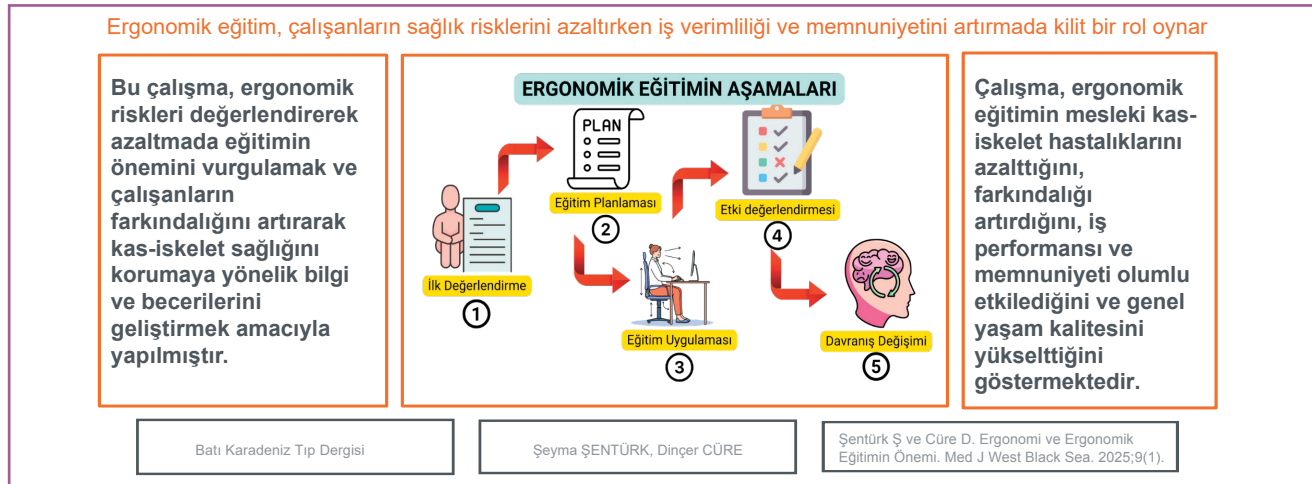 Ergonomik eğitim, çalışanların sağlık risklerini azaltırken iş verimliliği ve memnuniyetini artırmada kilit bir rol oynar
Bu çalışma, ergonomik
riskleri değerlendirerek
azaltmada eğitimin
önemini vurgulamak ve
çalışanların
farkındalığını artırarak
kas-iskelet sağlığını
korumaya yönelik bilgi
ve becerilerini
geliştirmek amacıyla
yapılmıştır.
ERGONOMİK EĞİTİMİN AŞAMALARI
İlk Değerlendirme
1
PLAN
Eğitim Planlaması
2
Eğitim Uygulaması
3
Etki değerlendirmesi
4
Davranış Değişimi
5
Çalışma, ergonomik
eğitimin mesleki kas-
iskelet hastalıklarını
azalttığını,
farkındalığı
artırdığını, iş
performansı ve
memnuniyeti olumlu
etkilediğini ve genel
yaşam kalitesini
yükselttiğini
göstermektedir.
Batı Karadeniz Tıp Dergisi
Şeyma ŞENTÜRK, Dinçer CÜRE
Şentürk Ş ve Cüre D. Ergonomi ve Ergonomik
Eğitimin Önemi. Med J West Black Sea. 2025;9(1).